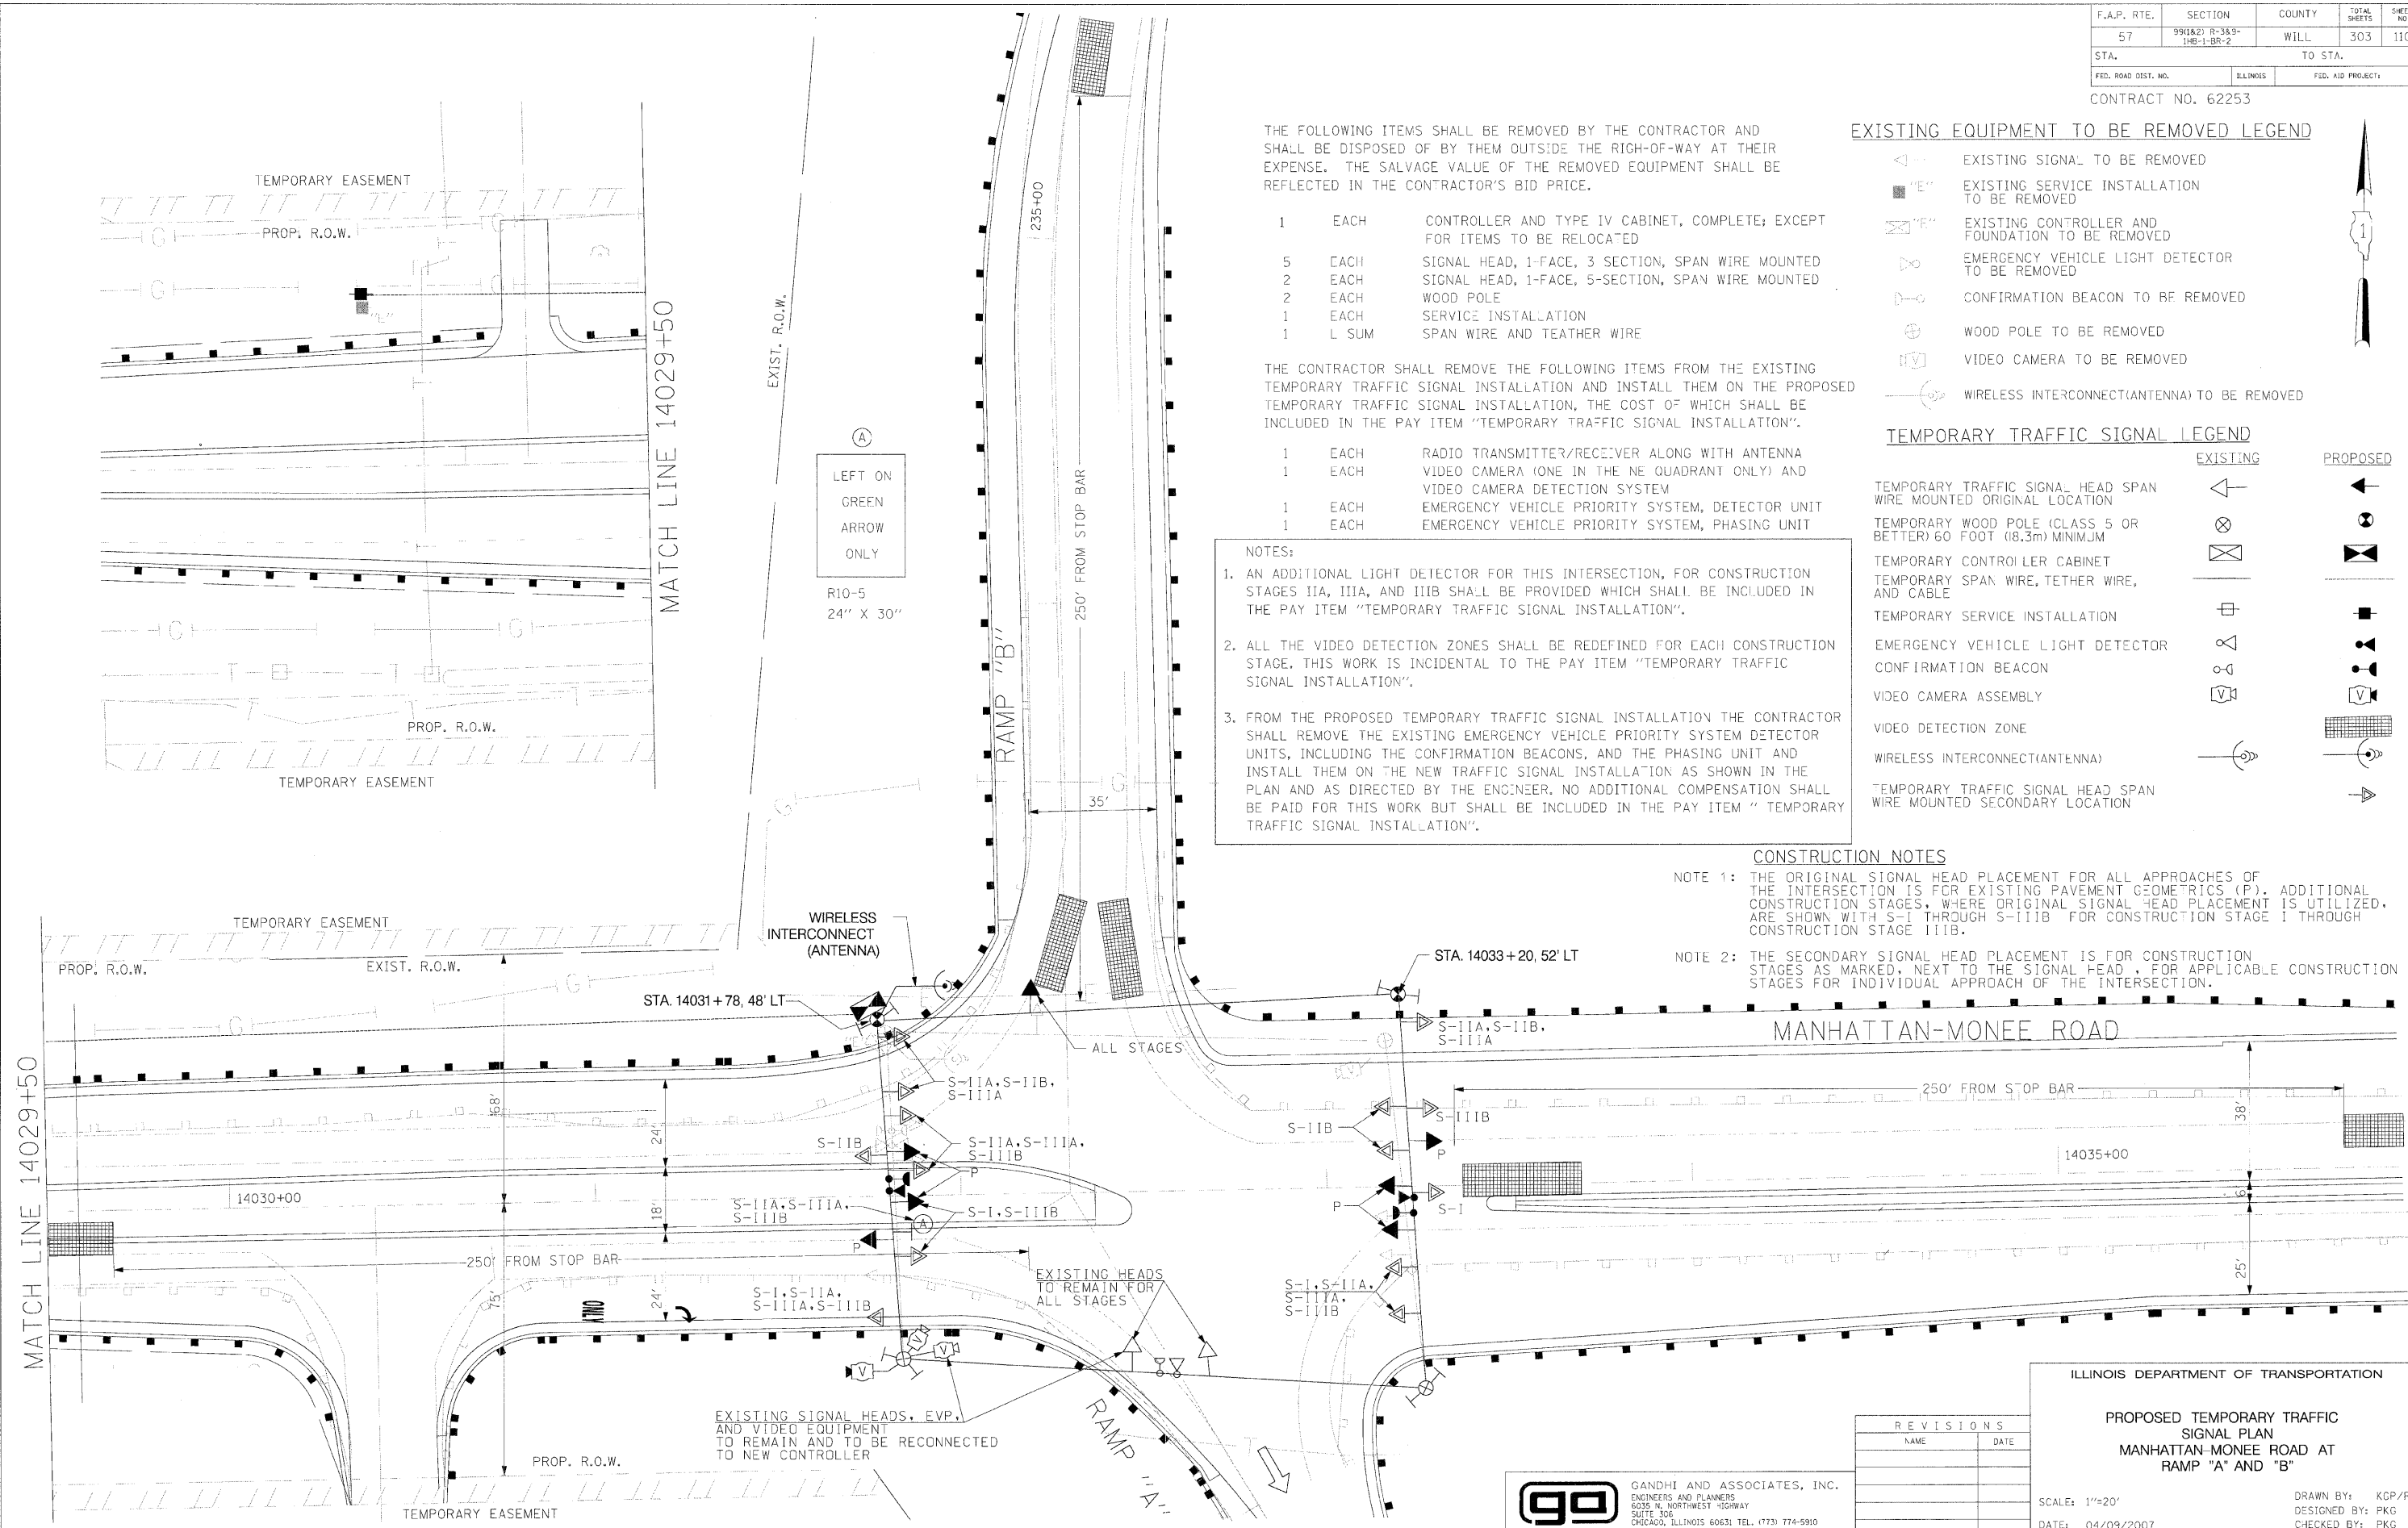 F.A.P. RTE. SECTION COUNTY TOTAL SHEETS
57 99(1&2) R-3&9-1HB-1-BR-2 WILL 303
STA. TO STA.
FED. ROAD DIST. NO. ILLINOIS FED. AID PROJECT:
CONTRACT NO. 62253
THE FOLLOWING ITEMS SHALL BE REMOVED BY THE CONTRACTOR AND
SHALL BE DISPOSED OF BY THEM OUTSIDE THE RIGH-OF-WAY AT THEIR
EXPENSE. THE SALVAGE VALUE OF THE REMOVED EQUIPMENT SHALL BE
REFLECTED IN THE CONTRACTOR'S BID PRICE.
1 EACH CONTROLLER AND TYPE IV CABINET, COMPLETE; EXCEPT
FOR ITEMS TO BE RELOCATED
5 EACH SIGNAL HEAD, 1-FACE, 3 SECTION, SPAN WIRE MOUNTED
2 EACH SIGNAL HEAD, 1-FACE, 5-SECTION, SPAN WIRE MOUNTED
2 EACH WOOD POLE
1 EACH SERVICE INSTALLATION
1 L SUM SPAN WIRE AND TEATHER WIRE
THE CONTRACTOR SHALL REMOVE THE FOLLOWING ITEMS FROM THE EXISTING
TEMPORARY TRAFFIC SIGNAL INSTALLATION AND INSTALL THEM ON THE PROPOSED
TEMPORARY TRAFFIC SIGNAL INSTALLATION, THE COST OF WHICH SHALL BE
INCLUDED IN THE PAY ITEM "TEMPORARY TRAFFIC SIGNAL INSTALLATION".
1 EACH RADIO TRANSMITTER/RECEIVER ALONG WITH ANTENNA
1 EACH VIDEO CAMERA (ONE IN THE NE QUADRANT ONLY) AND
VIDEO CAMERA DETECTION SYSTEM
1 EACH EMERGENCY VEHICLE PRIORITY SYSTEM, DETECTOR UNIT
1 EACH EMERGENCY VEHICLE PRIORITY SYSTEM, PHASING UNIT
NOTES:
1. AN ADDITIONAL LIGHT DETECTOR FOR THIS INTERSECTION, FOR CONSTRUCTION
STAGES IIA, IIIA, AND IIIB SHALL BE PROVIDED WHICH SHALL BE INCLUDED IN
THE PAY ITEM "TEMPORARY TRAFFIC SIGNAL INSTALLATION".
2. ALL THE VIDEO DETECTION ZONES SHALL BE REDEFINED FOR EACH CONSTRUCTION
STAGE. THIS WORK IS INCIDENTAL TO THE PAY ITEM "TEMPORARY TRAFFIC
SIGNAL INSTALLATION".
3. FROM THE PROPOSED TEMPORARY TRAFFIC SIGNAL INSTALLATION THE CONTRACTOR
SHALL REMOVE THE EXISTING EMERGENCY VEHICLE PRIORITY SYSTEM DETECTOR
UNITS, INCLUDING THE CONFIRMATION BEACONS, AND THE PHASING UNIT AND
INSTALL THEM ON THE NEW TRAFFIC SIGNAL INSTALLATION AS SHOWN IN THE
PLAN AND AS DIRECTED BY THE ENGINEER. NO ADDITIONAL COMPENSATION SHALL
BE PAID FOR THIS WORK BUT SHALL BE INCLUDED IN THE PAY ITEM " TEMPORARY
TRAFFIC SIGNAL INSTALLATION".
EXISTING EQUIPMENT TO BE REMOVED LEGEND
EXISTING SIGNAL TO BE REMOVED
"E" EXISTING SERVICE INSTALLATION
TO BE REMOVED
"E" EXISTING CONTROLLER AND
FOUNDATION TO BE REMOVED
EMERGENCY VEHICLE LIGHT DETECTOR
TO BE REMOVED
CONFIRMATION BEACON TO BE REMOVED
WOOD POLE TO BE REMOVED
V VIDEO CAMERA TO BE REMOVED
WIRELESS INTERCONNECT(ANTENNA) TO BE REMOVED
1
TEMPORARY TRAFFIC SIGNAL LEGEND
EXISTING PROPOSED
TEMPORARY TRAFFIC SIGNAL HEAD SPAN
WIRE MOUNTED ORIGINAL LOCATION
TEMPORARY WOOD POLE (CLASS 5 OR
BETTER) 60 FOOT (18.3m) MINIMUM
TEMPORARY CONTROLLER CABINET
TEMPORARY SPAN WIRE, TETHER WIRE,
AND CABLE
TEMPORARY SERVICE INSTALLATION
EMERGENCY VEHICLE LIGHT DETECTOR
CONFIRMATION BEACON
VIDEO CAMERA ASSEMBLY V V
VIDEO DETECTION ZONE
WIRELESS INTERCONNECT(ANTENNA)
TEMPORARY TRAFFIC SIGNAL HEAD SPAN
WIRE MOUNTED SECONDARY LOCATION
CONSTRUCTION NOTES
NOTE 1: THE ORIGINAL SIGNAL HEAD PLACEMENT FOR ALL APPROACHES OF
THE INTERSECTION IS FOR EXISTING PAVEMENT GEOMETRICS (P). ADDITIONAL
CONSTRUCTION STAGES, WHERE ORIGINAL SIGNAL HEAD PLACEMENT IS UTILIZED,
ARE SHOWN WITH S-I THROUGH S-IIIB FOR CONSTRUCTION STAGE I THROUGH
CONSTRUCTION STAGE IIIB.
NOTE 2: THE SECONDARY SIGNAL HEAD PLACEMENT IS FOR CONSTRUCTION
STAGES AS MARKED, NEXT TO THE SIGNAL HEAD , FOR APPLICABLE CONSTRUCTION
STAGES FOR INDIVIDUAL APPROACH OF THE INTERSECTION.
TEMPORARY EASEMENT
PROP. R.O.W.
"E"
MATCH LINE 14029+50
PROP. R.O.W.
TEMPORARY EASEMENT
EXIST. R.O.W.
A
LEFT ON
GREEN
ARROW
ONLY
R10-5
24" X 30"
235+00
250' FROM STOP BAR
RAMP "B"
35'
TEMPORARY EASEMENT
PROP. R.O.W.
EXIST. R.O.W.
WIRELESS
INTERCONNECT
(ANTENNA)
STA. 14031+78, 48' LT
STA. 14033+20, 52' LT
ALL STAGES
MANHATTAN-MONEE ROAD
MATCH LINE 14029+50
S-IIA,S-IIB,
S-IIIA
S-IIA,S-IIB,
S-IIIA
68'
24'
S-IIB
S-IIA,S-IIIA,
S-IIIB
P
S-IIB
S-IIIB
P
250' FROM STOP BAR
38'
14035+00
14030+00
18'
S-IIA,S-IIIA,
S-IIIB
A
S-I,S-IIIB
P
P
S-I
6'
250' FROM STOP BAR
EXISTING HEADS
TO REMAIN FOR
ALL STAGES
75'
ONLY
24'
S-I,S-IIA,
S-IIIA,S-IIIB
S-I,S-IIA,
S-IIIA,
S-IIIB
25'
V
V
V
EXISTING SIGNAL HEADS, EVP,
AND VIDEO EQUIPMENT
TO REMAIN AND TO BE RECONNECTED
TO NEW CONTROLLER
RAMP "A"
PROP. R.O.W.
TEMPORARY EASEMENT
ga
GANDHI AND ASSOCIATES, INC.
ENGINEERS AND PLANNERS
6035 N. NORTHWEST HIGHWAY
SUITE 306
CHICAGO, ILLINOIS 60631 TEL. (773) 774-5910
REVISIONS
NAME DATE
ILLINOIS DEPARTMENT OF TRANSPORTATION
PROPOSED TEMPORARY TRAFFIC
SIGNAL PLAN
MANHATTAN-MONEE ROAD AT
RAMP "A" AND "B"
SCALE: 1"=20'
DATE: 04/09/2007
DRAWN BY:
DESIGNED BY: PKG
CHECKED BY: PKG